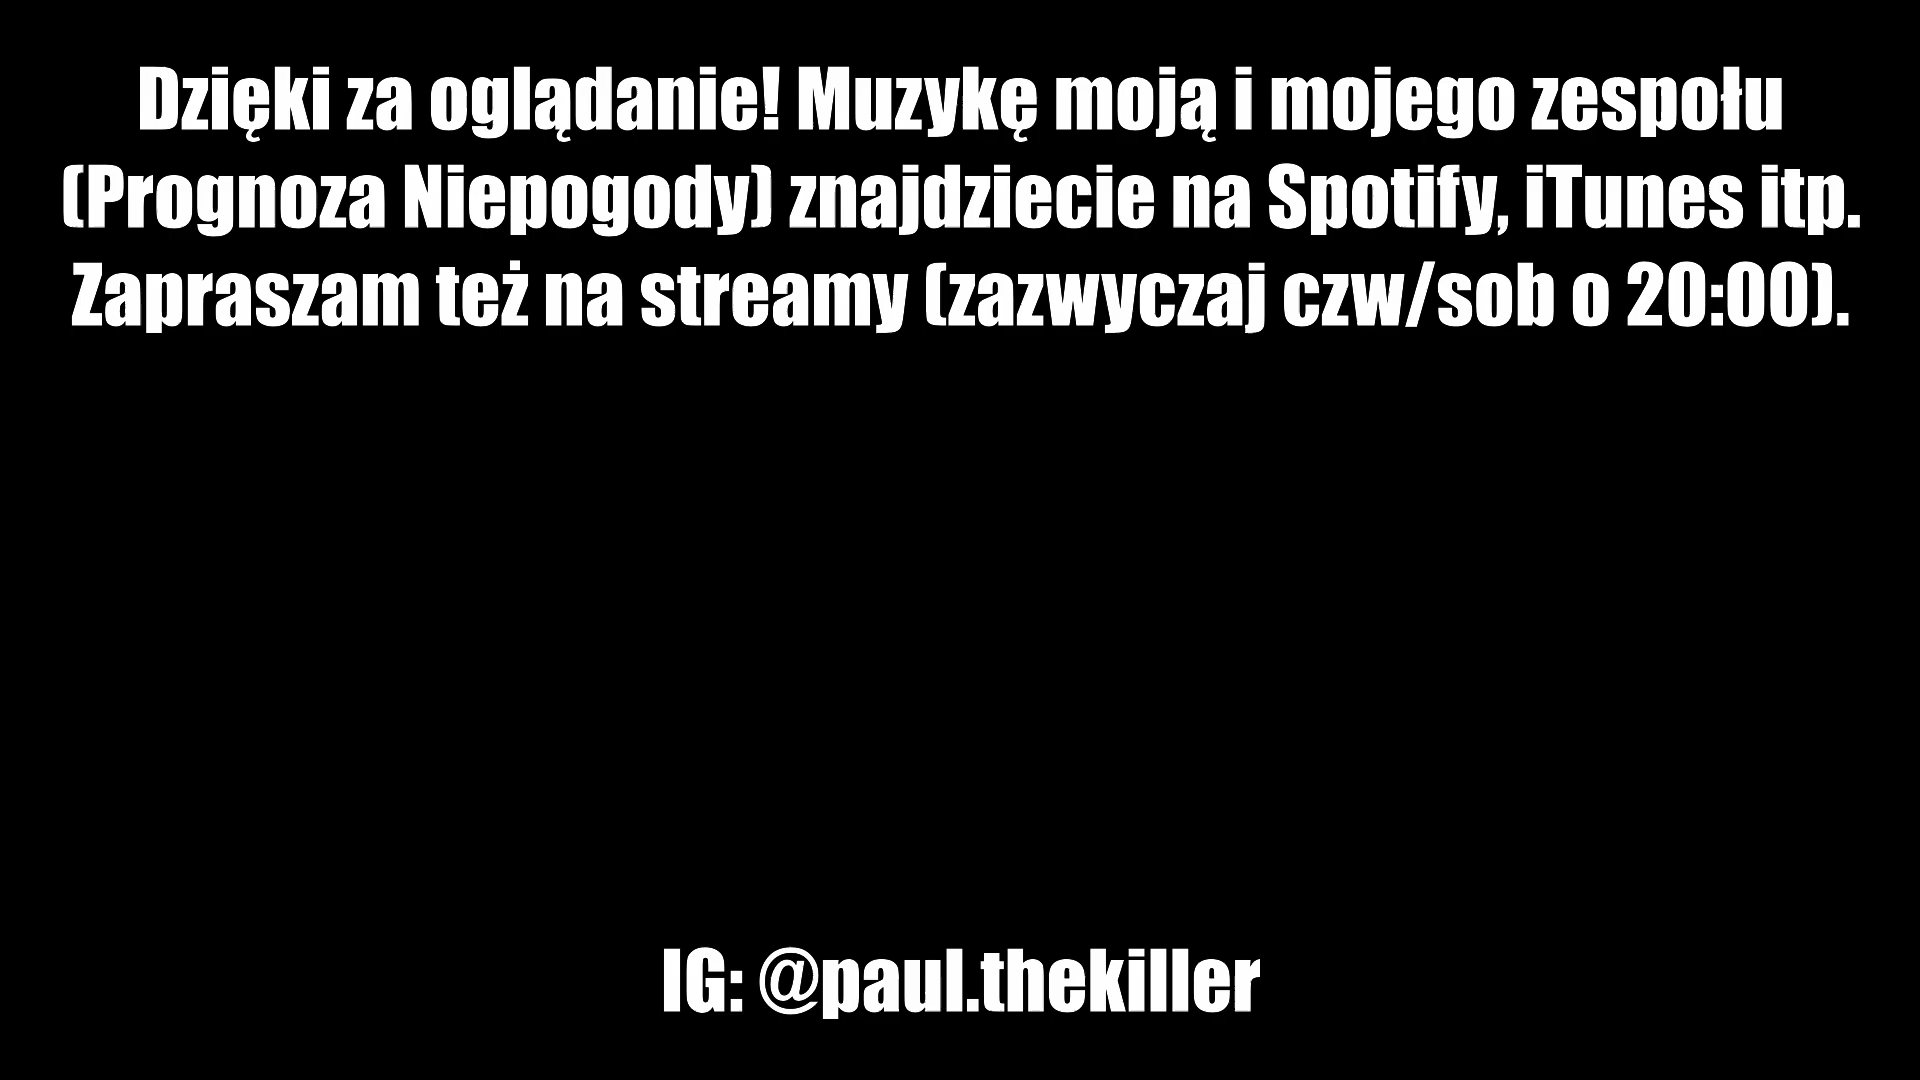 Dzięki za oglądanie! Muzykę moją i mojego zespołu
(Prognoza Niepogody) znajdziecie na Spotify, iTunes itp.
Zapraszam też na streamy (zazwyczaj czw/sob o 20:00).
IG: @paul.thekiller